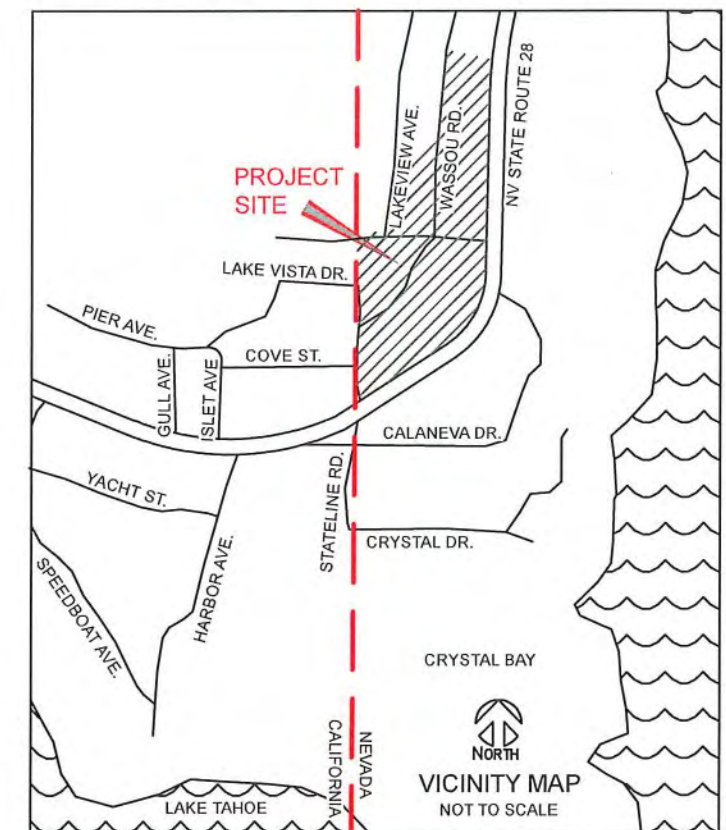 NV STATE ROUTE 28
LAKEVIEW AVE.
WASSOU RD.
PROJECT
SITE
LAKE VISTA DR.
PIER AVE.
COVE ST.
GULL AVE.
ISLET AVE
CALANEVA DR.
YACHT ST.
STATELINE RD.
CRYSTAL DR.
HARBOR AVE.
SPEEDBOAT AVE.
CRYSTAL BAY
NORTH
NEVADA
CALIFORNIA
VICINITY MAP
NOT TO SCALE
LAKE TAHOE